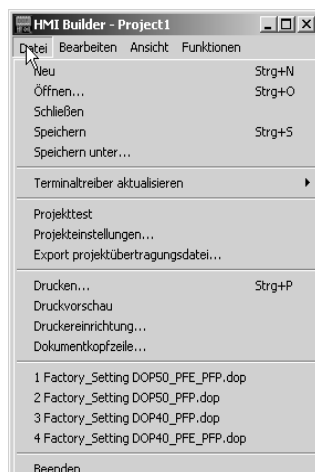 HMI Builder - Project1
Datei Bearbeiten Ansicht Funktionen
Neu Strg+N
Öffnen... Strg+O
Schließen
Speichern Strg+S
Speichern unter...
Terminaltreiber aktualisieren
Projekttest
Projekteinstellungen...
Export projektübertragungsdatei...
Drucken... Strg+P
Druckvorschau
Druckereinrichtung...
Dokumentkopfzeile...
1 Factory_Setting DOP50_PFE_PFP.dop
2 Factory_Setting DOP50_PFP.dop
3 Factory_Setting DOP40_PFP.dop
4 Factory_Setting DOP40_PFE_PFP.dop
Beenden